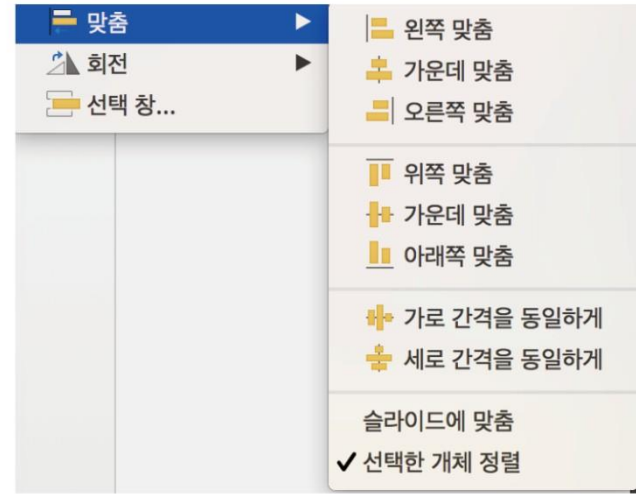 맞춤
회전
선택 창...
왼쪽 맞춤
가운데 맞춤
오른쪽 맞춤
위쪽 맞춤
가운데 맞춤
아래쪽 맞춤
가로 간격을 동일하게
세로 간격을 동일하게
슬라이드에 맞춤
선택한 개체 정렬